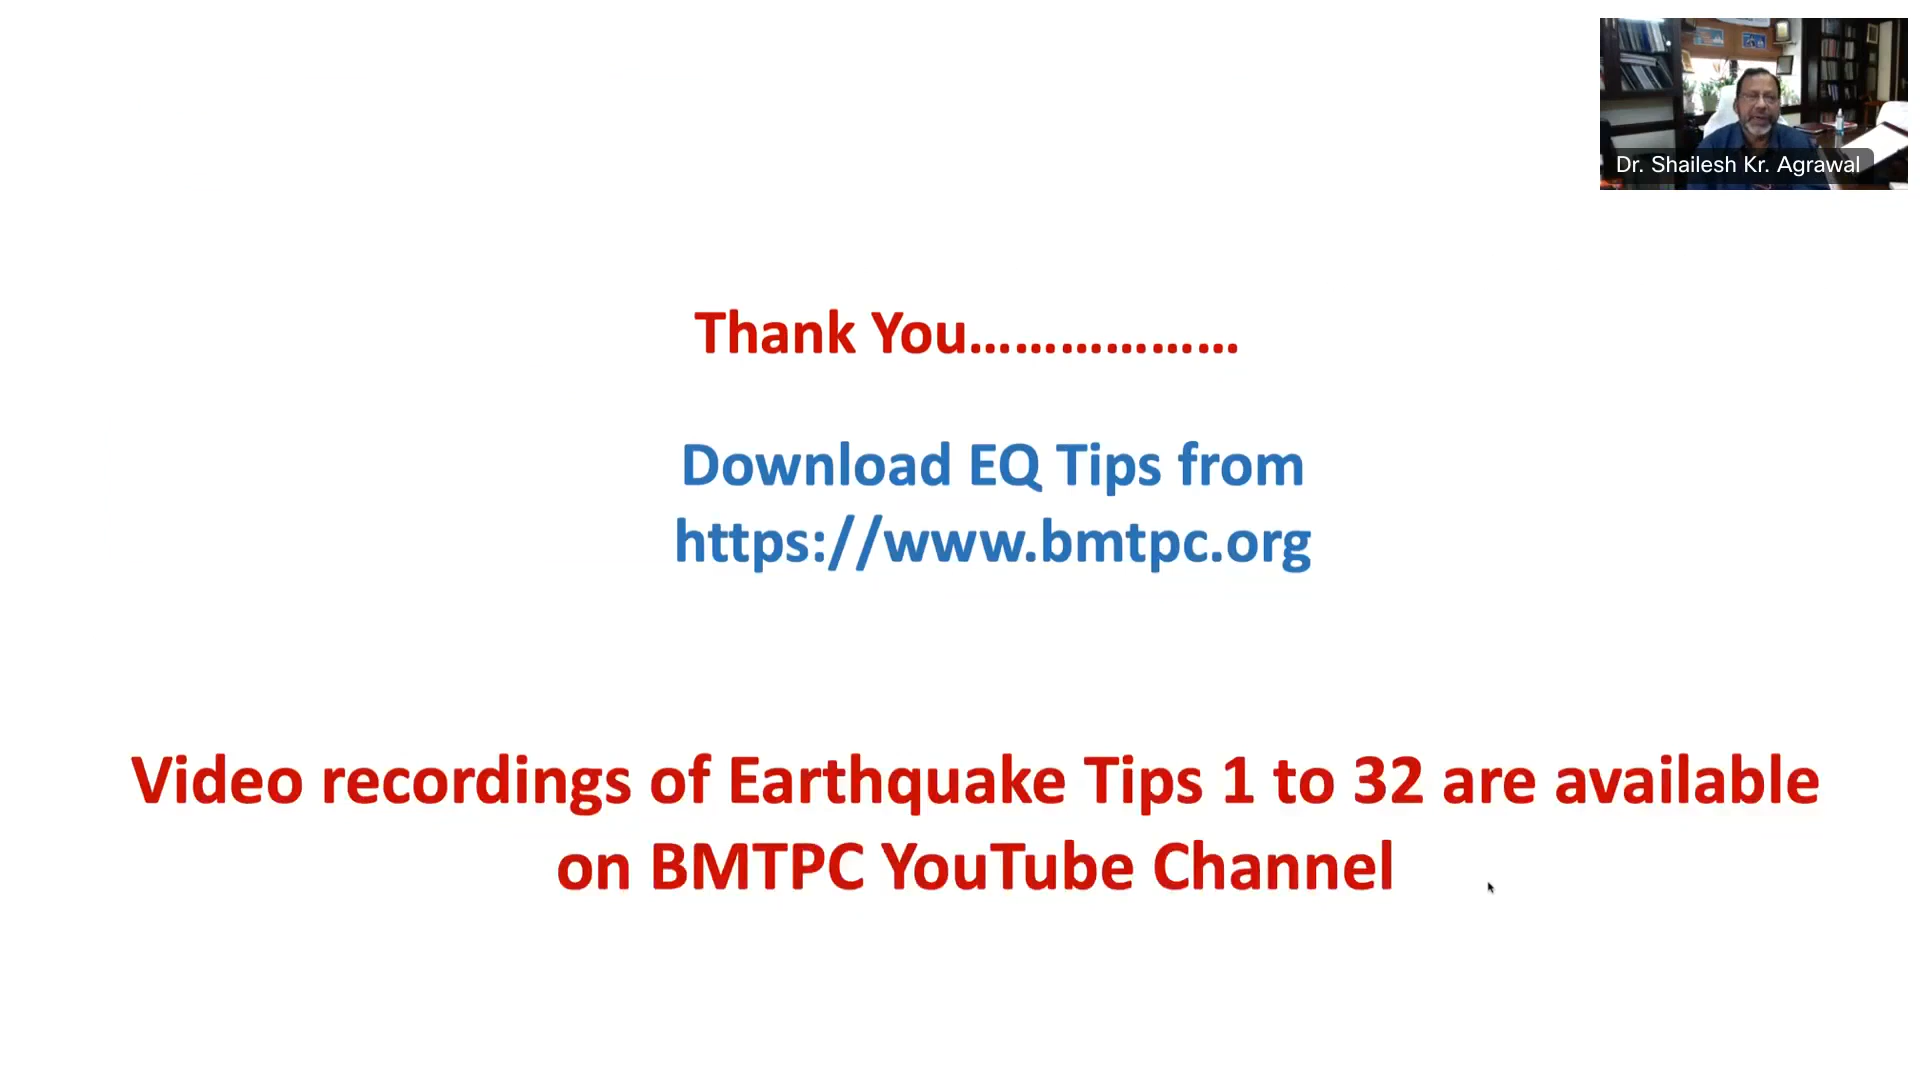 Dr. Shailesh Kr. Agrawal
Thank You………………
Download EQ Tips from
https://www.bmtpc.org
Video recordings of Earthquake Tips 1 to 32 are available
on BMTPC YouTube Channel